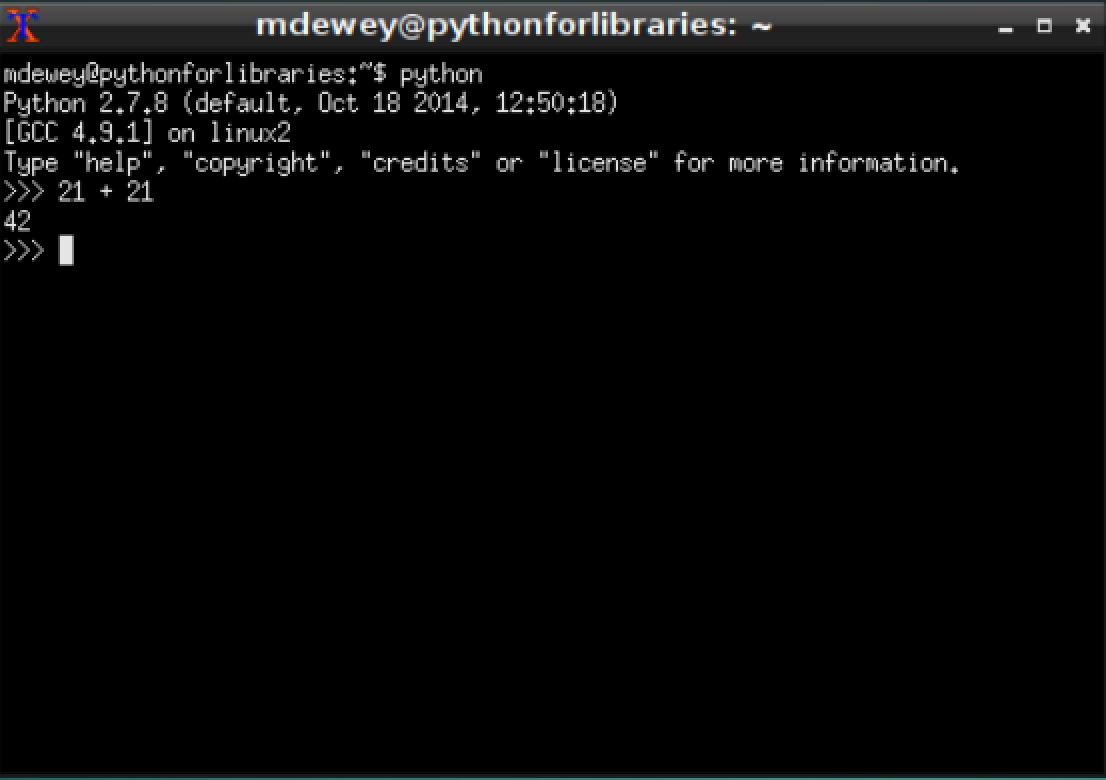 mdewey@pythonforlibraries: ~
mdewey@pythonforlibraries:~$ python
Python 2.7.8 (default, Oct 18 2014, 12:50:18)
[GCC 4.9.1] on linux2
Type "help", "copyright", "credits" or "license" for more information.
>>> 21 + 21
42
>>>